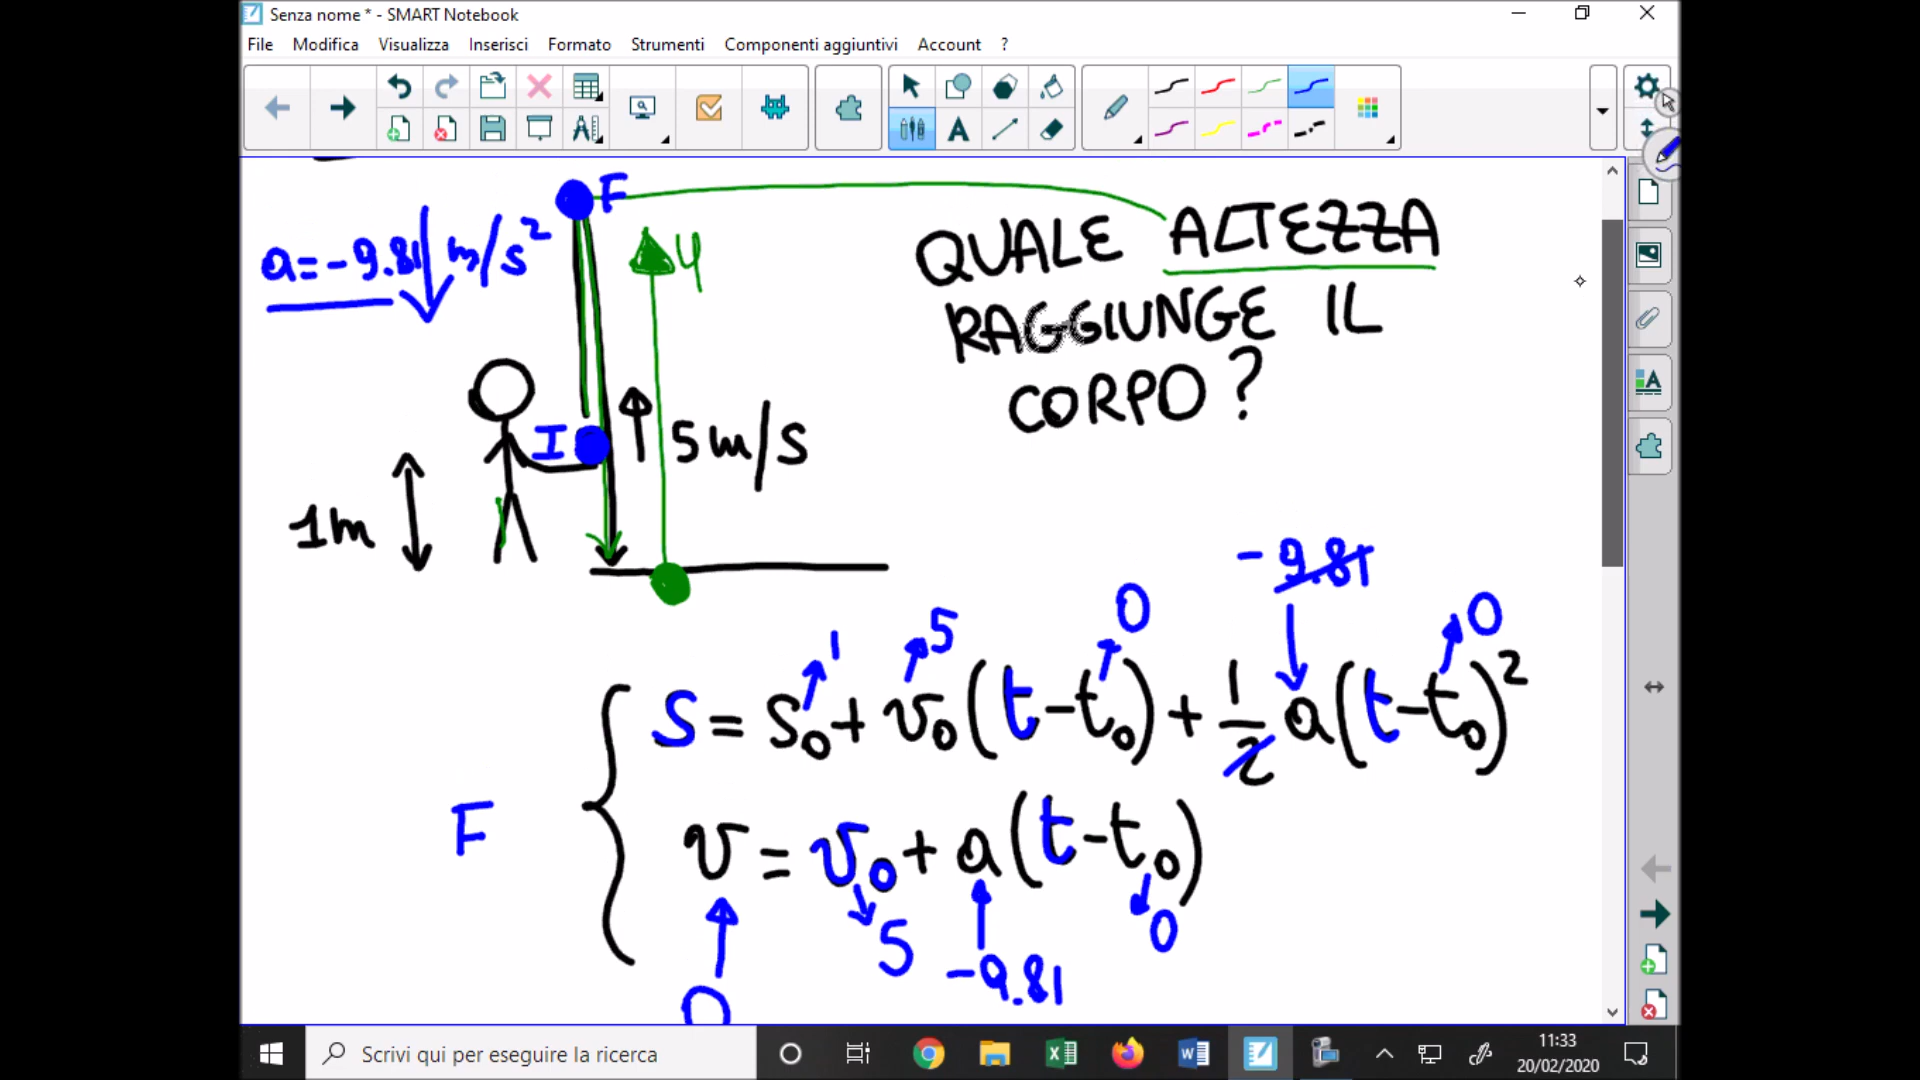 Senza nome * - SMART Notebook
File Modifica Visualizza Inserisci Formato Strumenti Componenti aggiuntivi Account ?
F
a = -9.81 m/s²
y
QUALE ALTEZZA
RAGGIUNGE IL
CORPO?
I
5 m/s
1m
-9.81
1 5 0 0
S = S₀ + v₀ (t - t₀) + 1/2 a (t - t₀)²
F
v = v₀ + a (t - t₀)
0 5 -9.81 0
Scrivi qui per eseguire la ricerca
11:33
20/02/2020